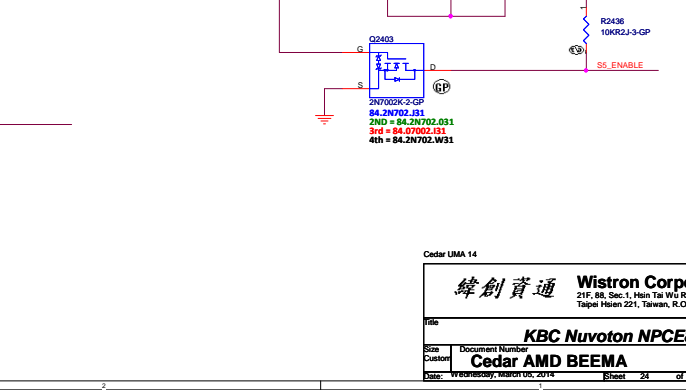 R2436
10KR2J-3-GP
1
Q2403
G
D
S5_ENABLE
S
GP
2N7002K-2-GP
84.2N702.J31
2ND = 84.2N702.031
3rd = 84.07002.I31
4th = 84.2N702.W31
Cedar UMA 14
緯創資通
Wistron Corp
21F, 88, Sec.1, Hsin Tai Wu R
Taipei Hsien 221, Taiwan, R.O
Title
KBC Nuvoton NPCE
Size
Custom
Document Number
Cedar AMD BEEMA
Date: Wednesday, March 05, 2014
Sheet 24 of
2
1